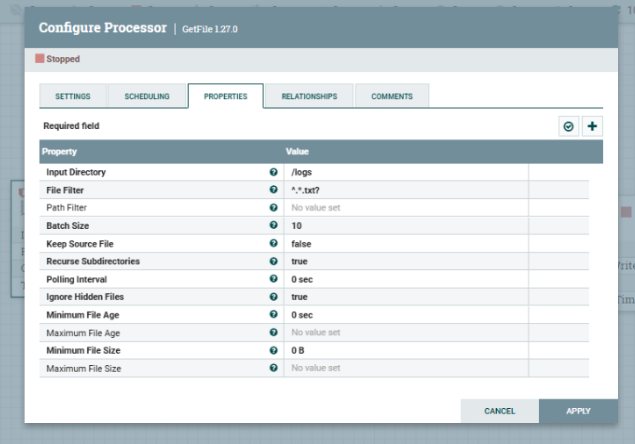 Configure Processor | GetFile 1.27.0
Stopped
SETTINGS SCHEDULING PROPERTIES RELATIONSHIPS COMMENTS
Required field
Property Value
Input Directory /logs
File Filter ^.*.txt?
Path Filter No value set
Batch Size 10
Keep Source File false
Recurse Subdirectories true
Polling Interval 0 sec
Ignore Hidden Files true
Minimum File Age 0 sec
Maximum File Age No value set
Minimum File Size 0 B
Maximum File Size No value set
CANCEL APPLY